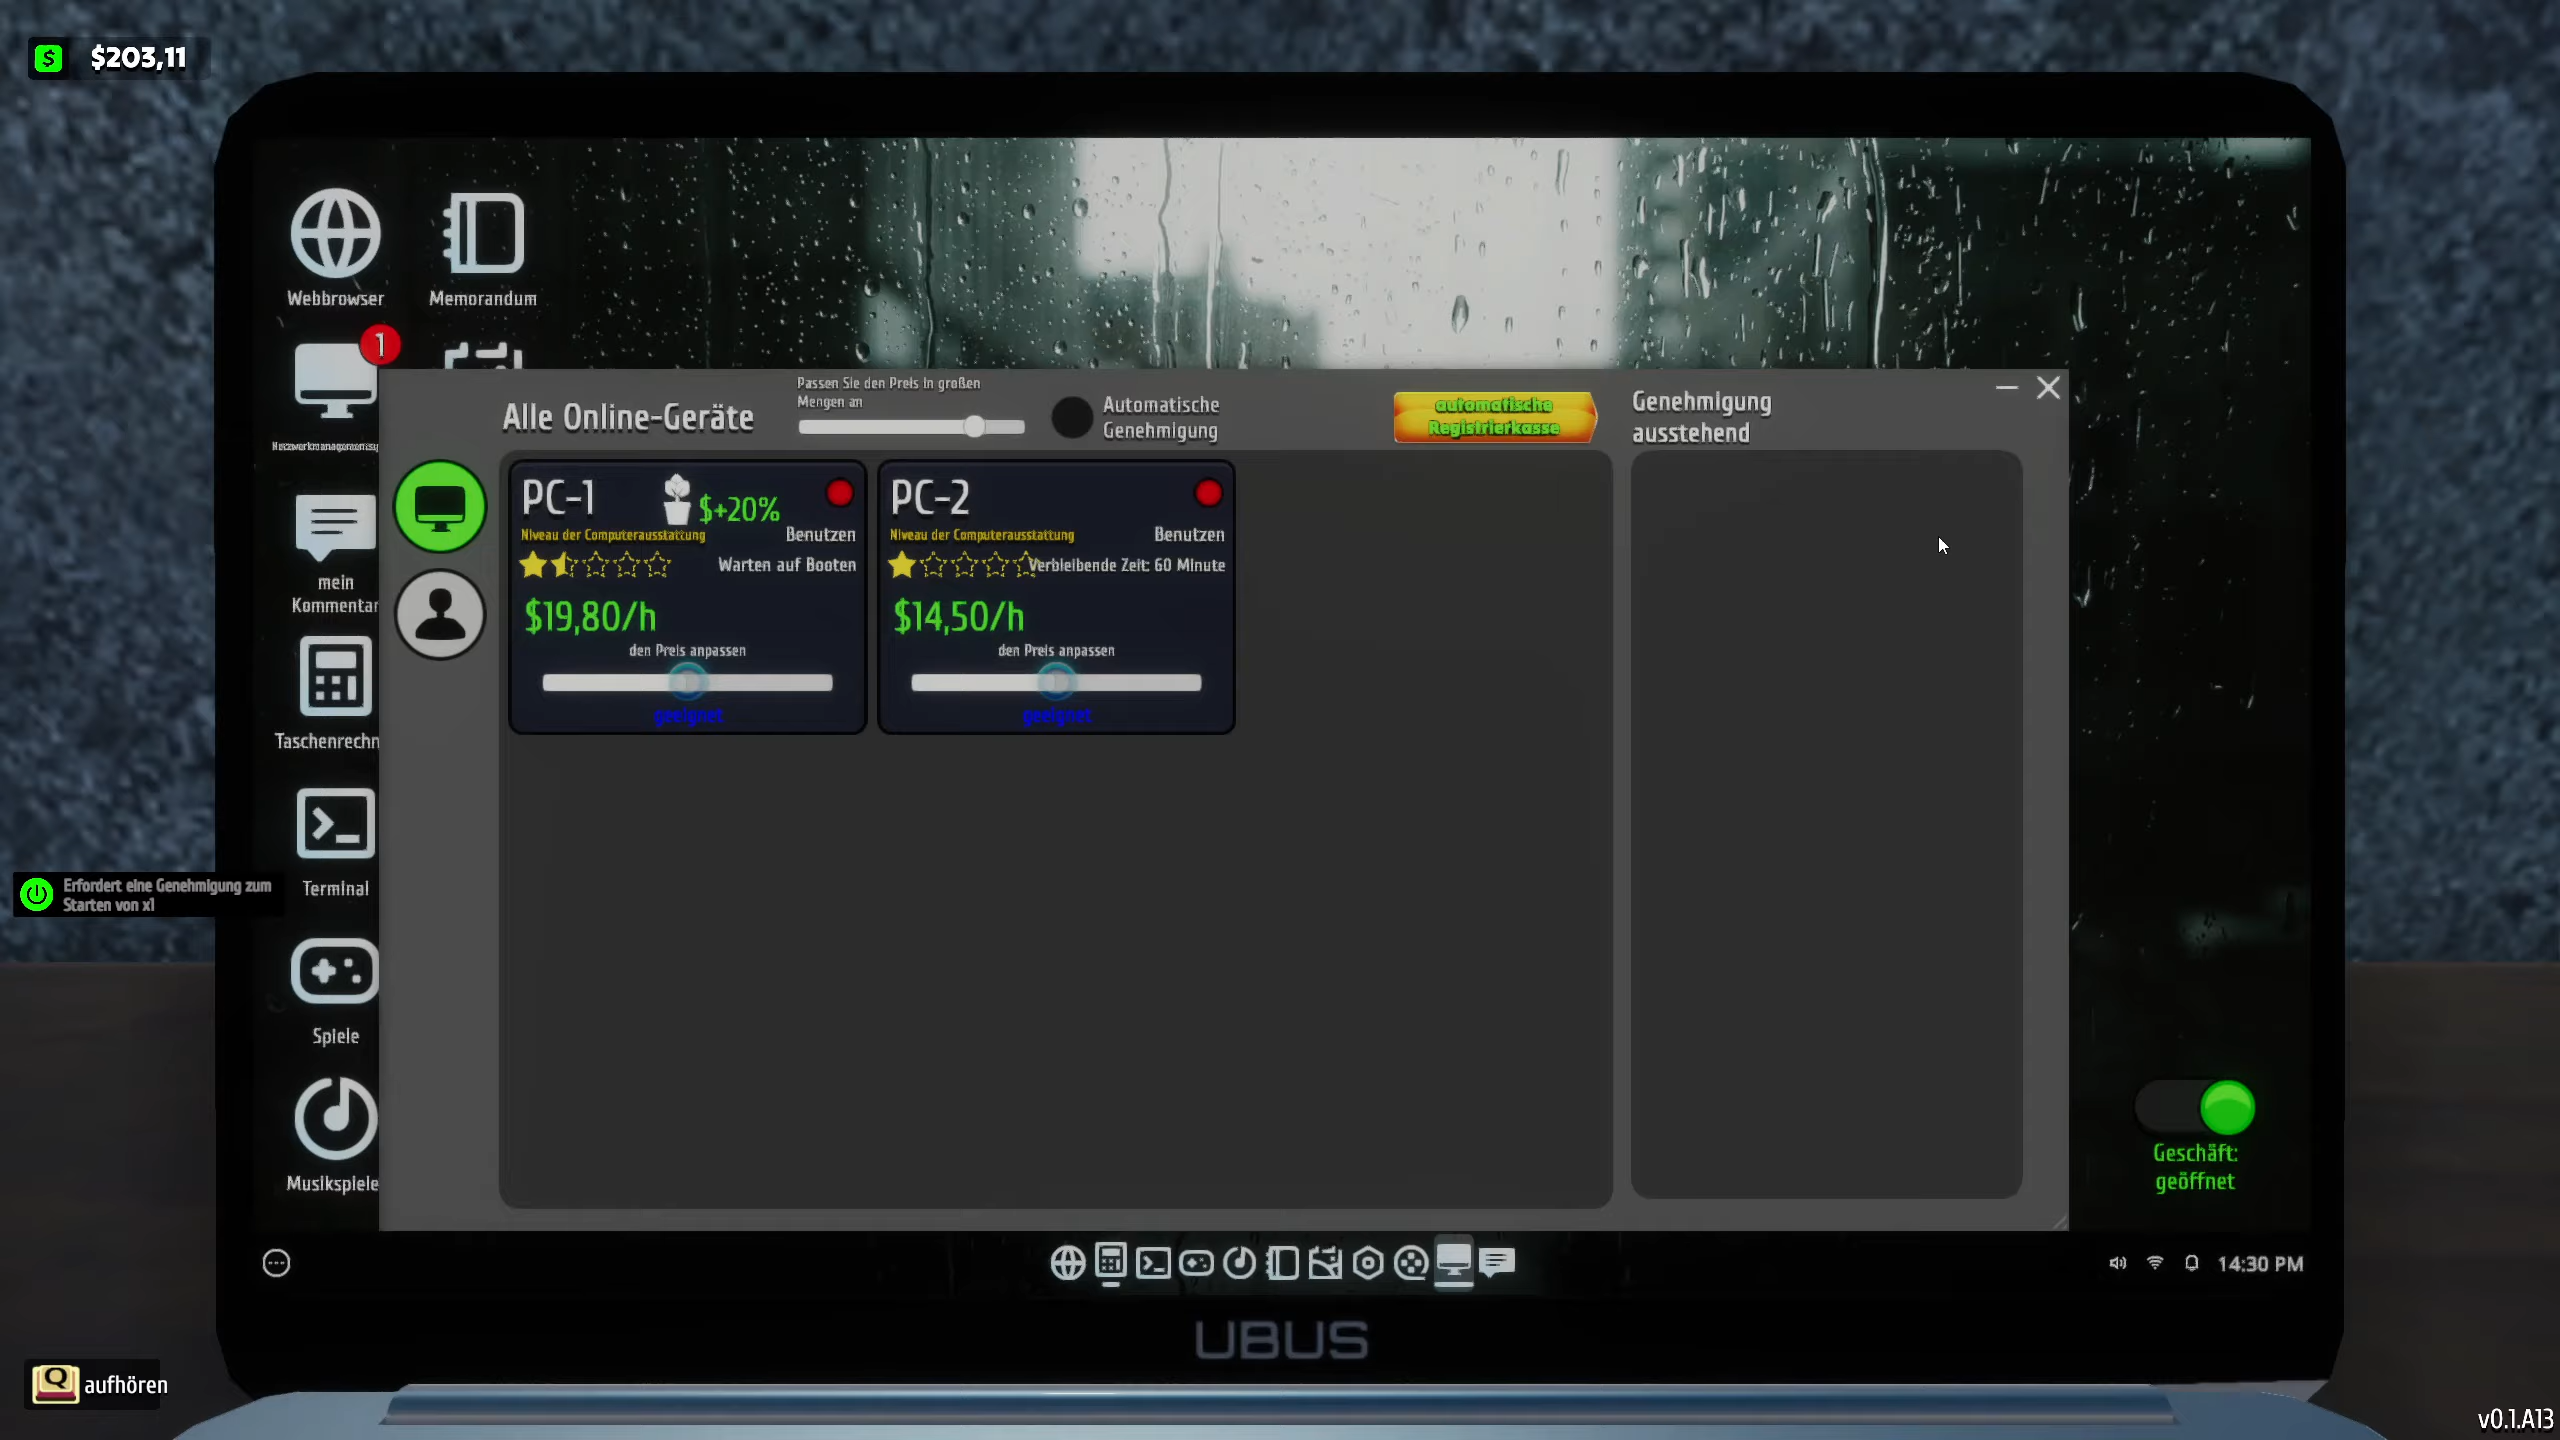 $203,11
Webbrowser
Memorandum
1
mein
Kommentar
Taschenrechn
Terminal
Spiele
Musikspiele
Erfordert eine Genehmigung zum
Starten von x1
Alle Online-Geräte
Passen Sie den Preis in großen
Mengen an
Automatische
Genehmigung
automatische
Registrierkasse
Genehmigung
ausstehend
PC-1
$+20%
Niveau der Computerausstattung
Benutzen
Warten auf Booten
$19,80/h
den Preis anpassen
geeignet
PC-2
Niveau der Computerausstattung
Benutzen
Verbleibende Zeit: 60 Minute
$14,50/h
den Preis anpassen
geeignet
Geschäft:
geöffnet
14:30 PM
UBUS
Q aufhören
v0.1.A13